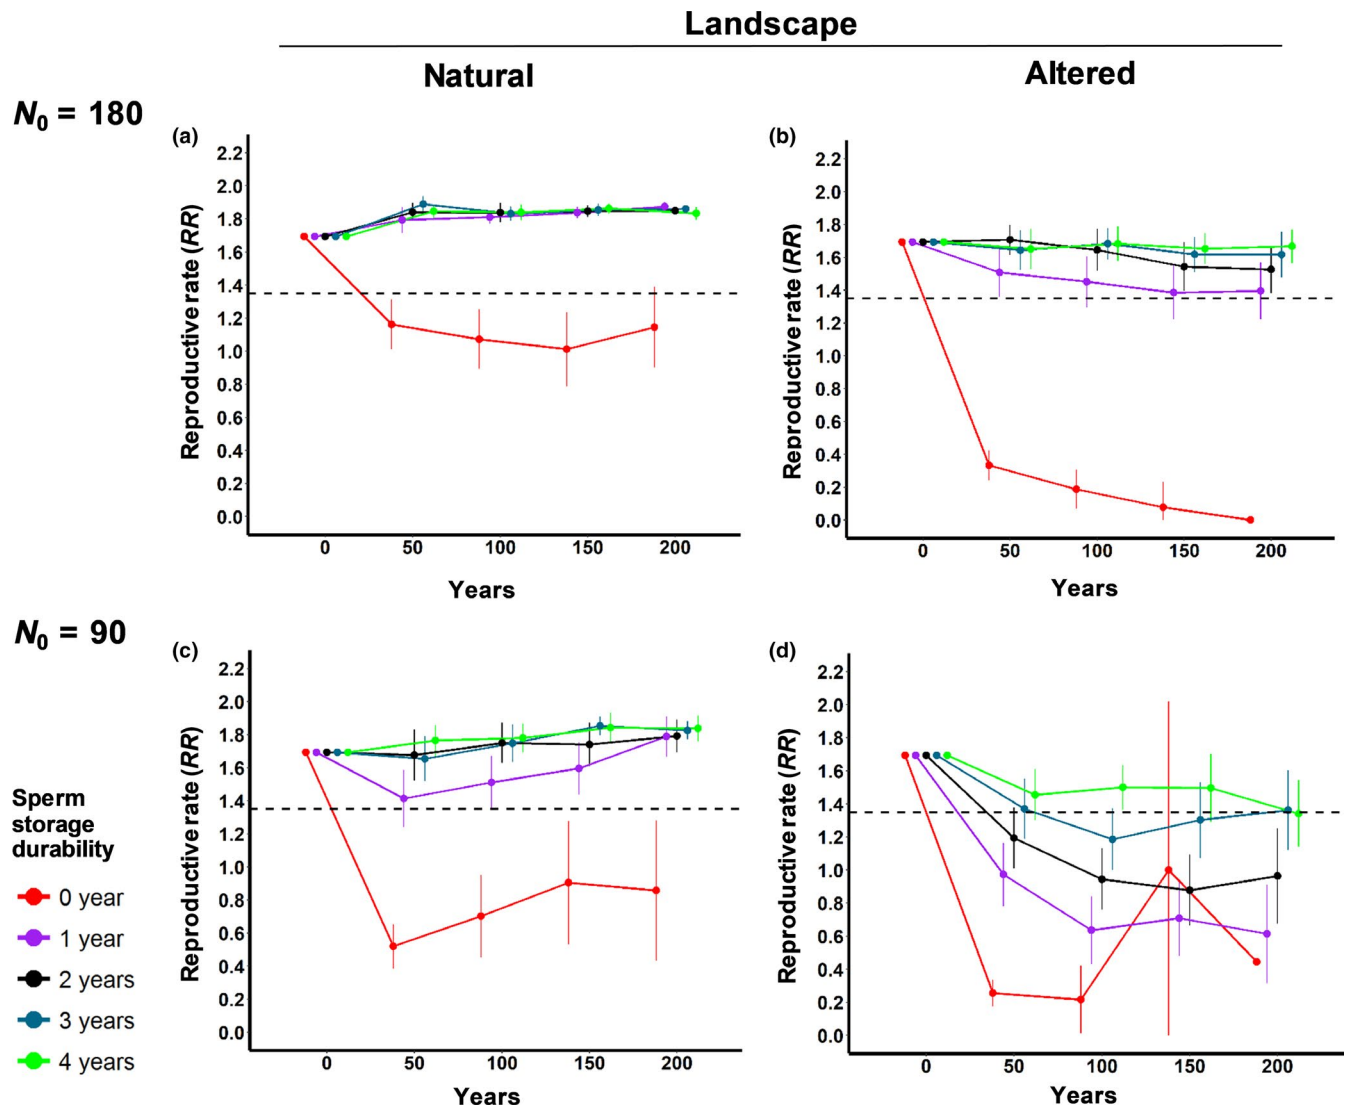 Landscape
Natural
Altered
N0 = 180
(a)
Reproductive rate (RR)
2.2
2.0
1.8
1.6
1.4
1.2
1.0
0.8
0.6
0.4
0.2
0.0
0 50 100 150 200
Years
(b)
Reproductive rate (RR)
2.2
2.0
1.8
1.6
1.4
1.2
1.0
0.8
0.6
0.4
0.2
0.0
0 50 100 150 200
Years
N0 = 90
(c)
Reproductive rate (RR)
2.2
2.0
1.8
1.6
1.4
1.2
1.0
0.8
0.6
0.4
0.2
0.0
0 50 100 150 200
Years
(d)
Reproductive rate (RR)
2.2
2.0
1.8
1.6
1.4
1.2
1.0
0.8
0.6
0.4
0.2
0.0
0 50 100 150 200
Years
Sperm
storage
durability
0 year
1 year
2 years
3 years
4 years